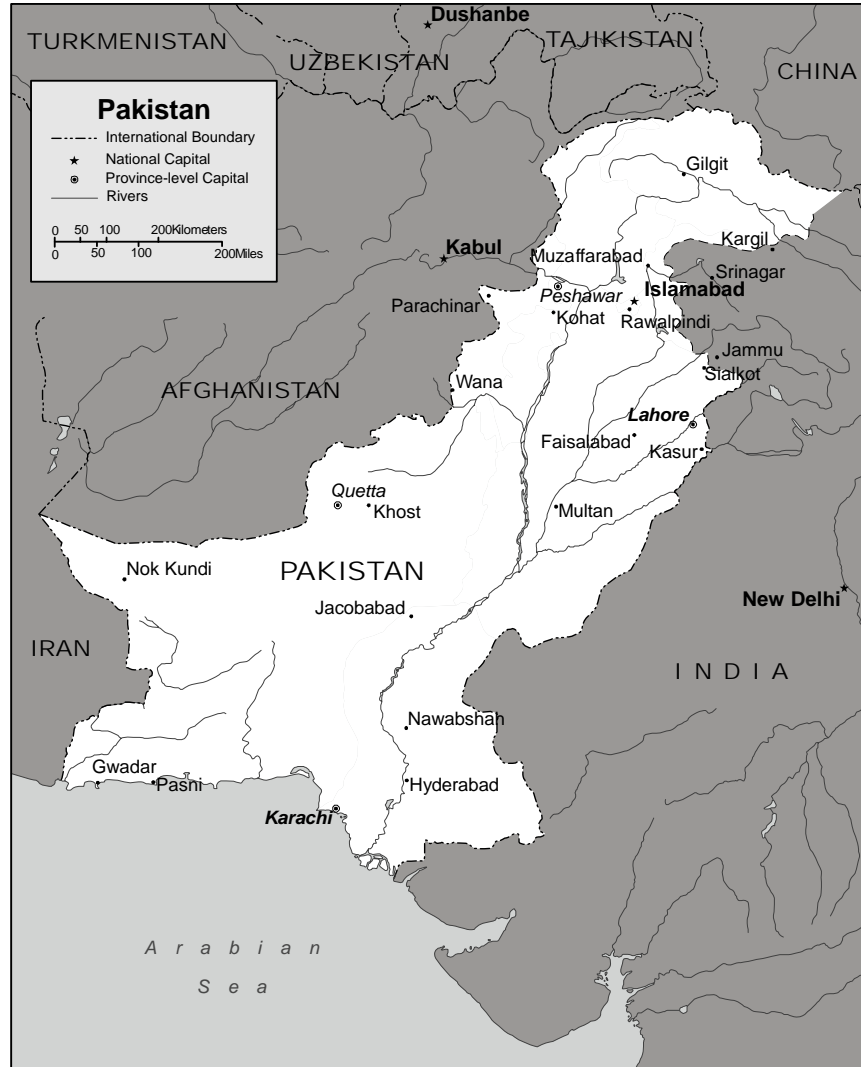 Dushanbe
TURKMENISTAN
UZBEKISTAN
TAJIKISTAN
CHINA
Pakistan
International Boundary
National Capital
Province-level Capital
Rivers
0 50 100 200Kilometers
0 50 100 200Miles
Gilgit
Kabul
Muzaffarabad
Kargil
Srinagar
Parachinar
Peshawar
Islamabad
Kohat
Rawalpindi
Jammu
Sialkot
AFGHANISTAN
Wana
Lahore
Faisalabad
Kasur
Quetta
Khost
Multan
Nok Kundi
PAKISTAN
New Delhi
Jacobabad
IRAN
INDIA
Nawabshah
Gwadar
Pasni
Hyderabad
Karachi
Arabian
Sea